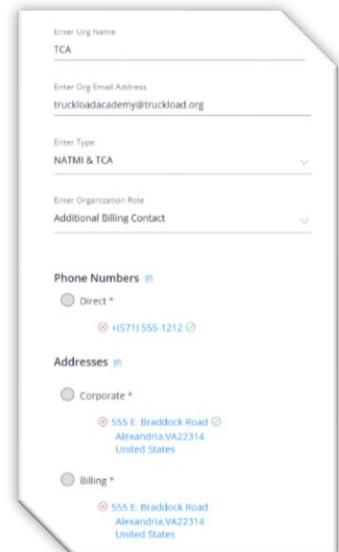 Enter Org Name
TCA
Enter Org Email Address
truckloadacademy@truckload.org
Enter Type
NATMI & TCA
Enter Organization Role
Additional Billing Contact
Phone Numbers
Direct *
+(571) 555-1212
Addresses
Corporate *
555 E. Braddock Road
Alexandria,VA22314
United States
Billing *
555 E. Braddock Road
Alexandria,VA22314
United States